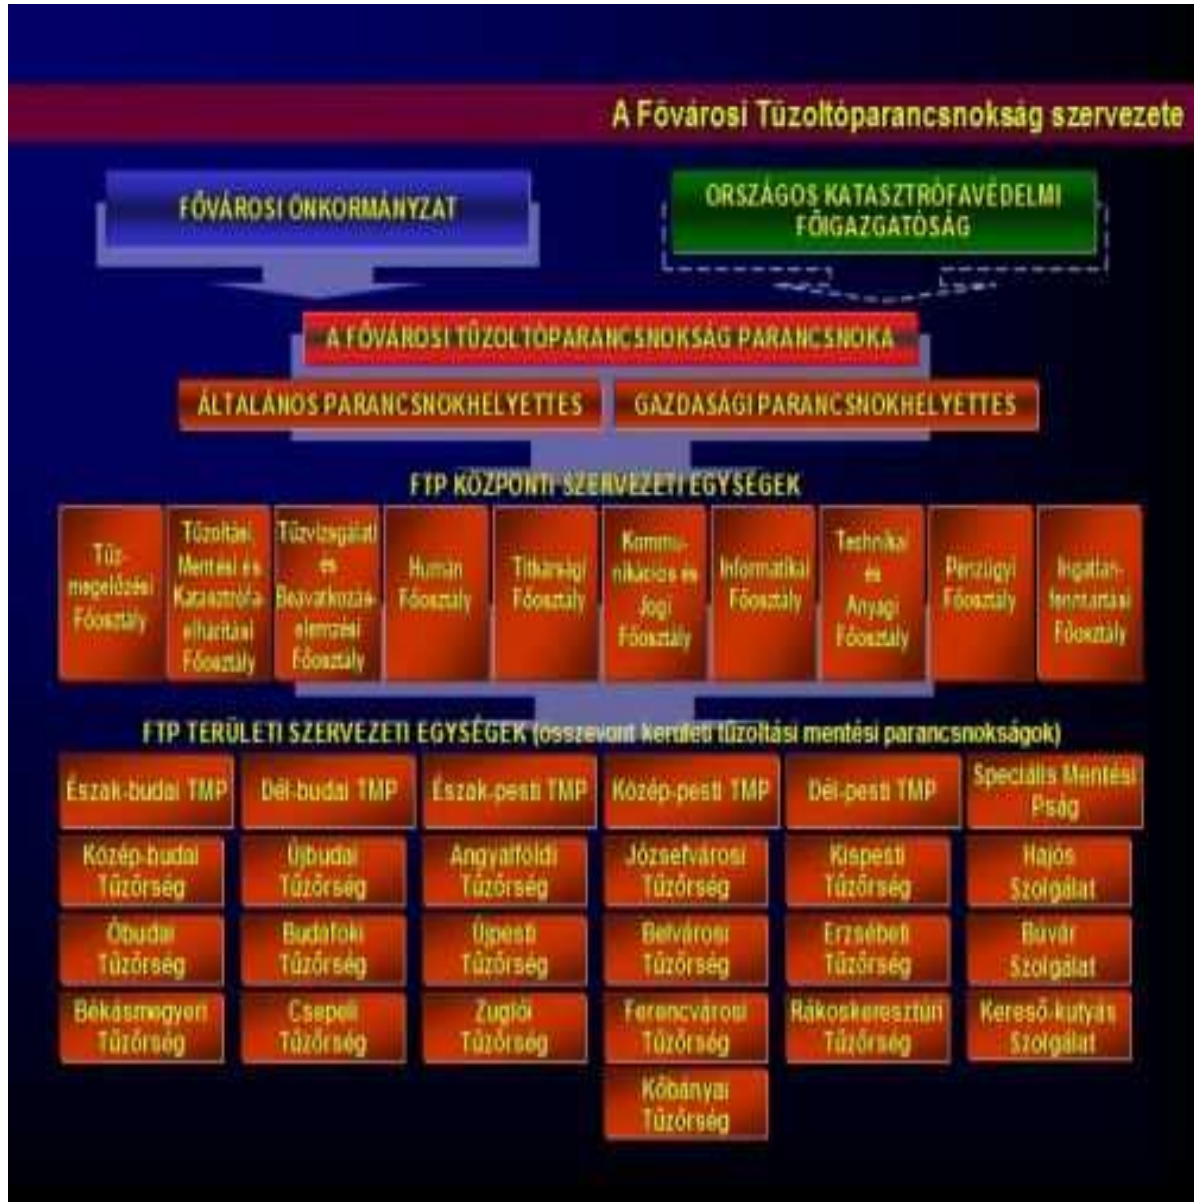 A Fővárosi Tűzoltóparancsnokság szervezete
FŐVÁROSI ÖNKORMÁNYZAT
ORSZÁGOS KATASZTRÓFAVÉDELMI
FŐIGAZGATÓSÁG
A FŐVÁROSI TŰZOLTÓPARANCSNOKSÁG PARANCSNOKA
ÁLTALÁNOS PARANCSNOKHELYETTES
GAZDASÁGI PARANCSNOKHELYETTES
FTP KÖZPONTI SZERVEZETI EGYSÉGEK
Tűz-
megelőzési
Főosztály
Tűzoltási,
Mentési és
Katasztrófa-
elhárítási
Főosztály
Tűzvizsgálati
és
Beavatkozás-
elemzési
Főosztály
Humán
Főosztály
Titkársági
Főosztály
Kommu-
nikációs és
Jogi
Főosztály
Informatikai
Főosztály
Technikai
és
Anyagi
Főosztály
Pénzügyi
Főosztály
Ingatlan-
fenntartási
Főosztály
FTP TERÜLETI SZERVEZETI EGYSÉGEK (összevont kerületi tűzoltási mentési parancsnokságok)
Észak-budai TMP
Dél-budai TMP
Észak-pesti TMP
Közép-pesti TMP
Dél-pesti TMP
Speciális Mentési
Pság
Közép-budai
Tűzőrség
Újbudai
Tűzőrség
Angyalföldi
Tűzőrség
Józsefvárosi
Tűzőrség
Kispesti
Tűzőrség
Hajós
Szolgálat
Óbudai
Tűzőrség
Budafoki
Tűzőrség
Újpesti
Tűzőrség
Belvárosi
Tűzőrség
Erzsébeti
Tűzőrség
Búvár
Szolgálat
Békásmegyeri
Tűzőrség
Csepeli
Tűzőrség
Zuglói
Tűzőrség
Ferencvárosi
Tűzőrség
Rákoskeresztúri
Tűzőrség
Kereső-kutyás
Szolgálat
Kőbányai
Tűzőrség